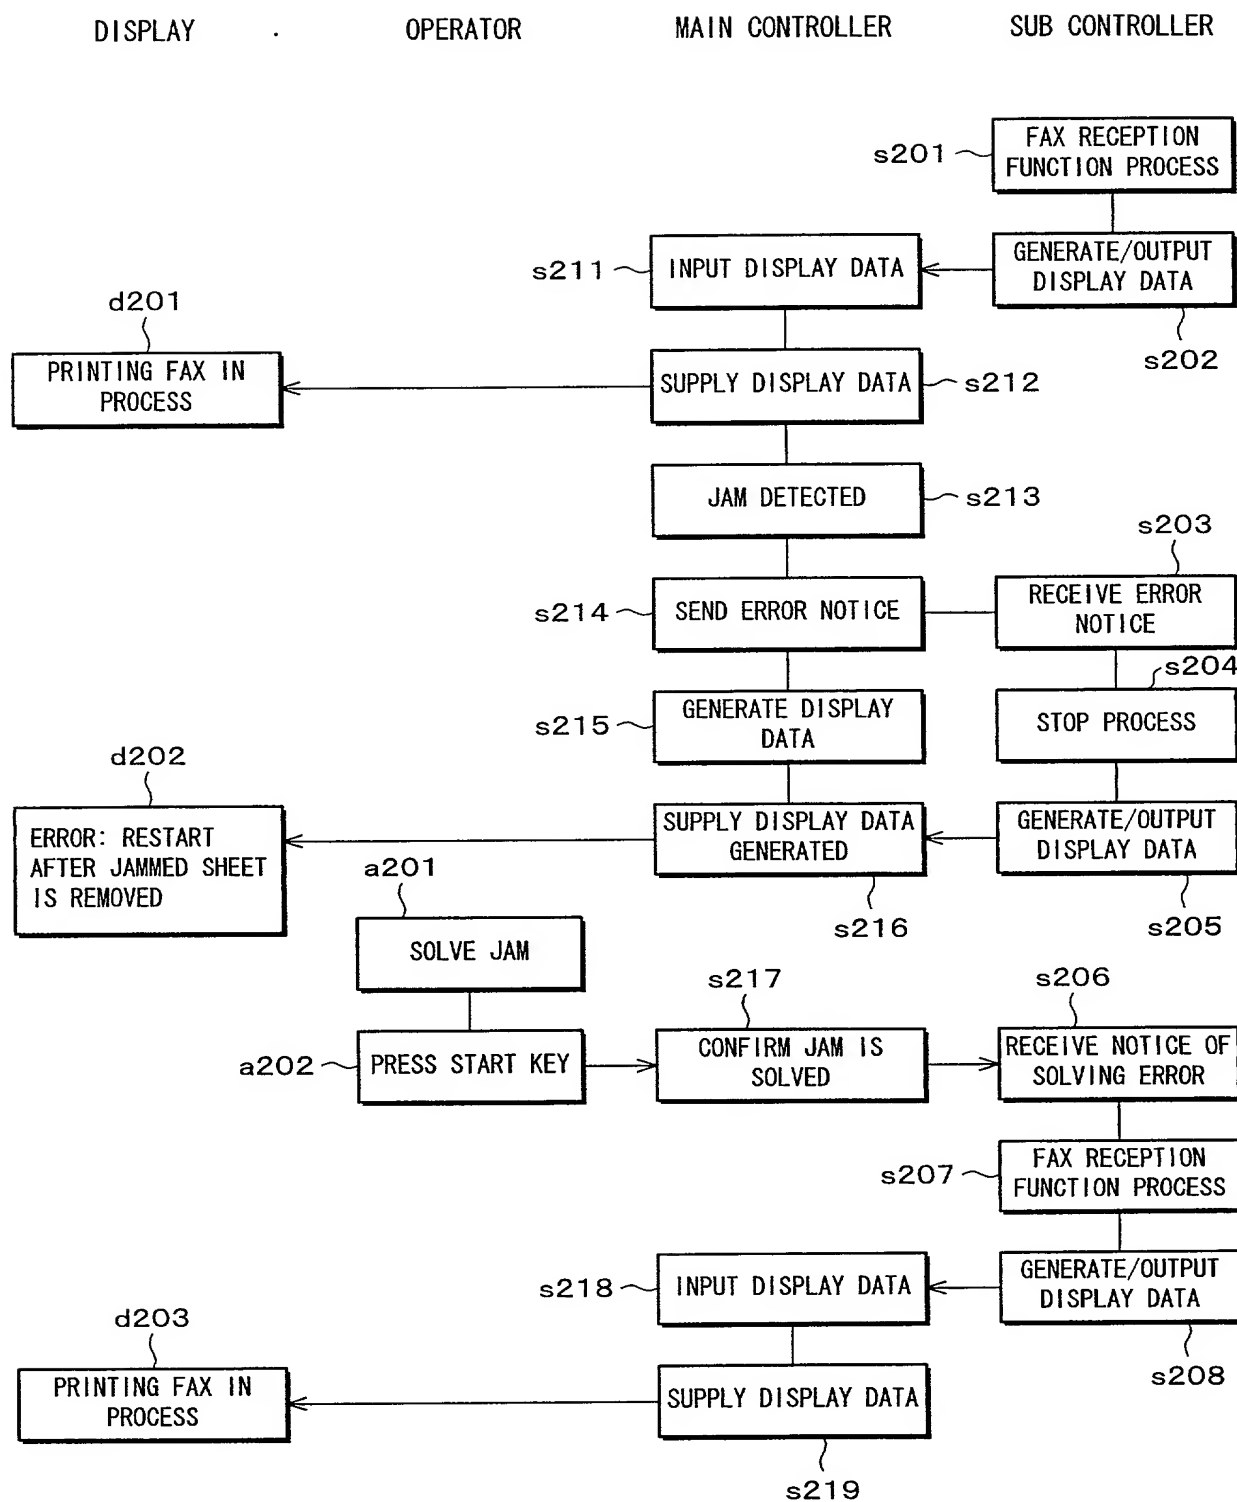 DISPLAY
OPERATOR
MAIN CONTROLLER
SUB CONTROLLER
s201
FAX RECEPTION
FUNCTION PROCESS
s211
INPUT DISPLAY DATA
GENERATE/OUTPUT
DISPLAY DATA
s202
d201
PRINTING FAX IN
PROCESS
SUPPLY DISPLAY DATA
s212
JAM DETECTED
s213
s203
s214
SEND ERROR NOTICE
RECEIVE ERROR
NOTICE
s204
s215
GENERATE DISPLAY
DATA
STOP PROCESS
d202
ERROR: RESTART
AFTER JAMMED SHEET
IS REMOVED
SUPPLY DISPLAY DATA
GENERATED
GENERATE/OUTPUT
DISPLAY DATA
a201
s216
s205
SOLVE JAM
s217
s206
a202
PRESS START KEY
CONFIRM JAM IS
SOLVED
RECEIVE NOTICE OF
SOLVING ERROR
s207
FAX RECEPTION
FUNCTION PROCESS
s218
INPUT DISPLAY DATA
GENERATE/OUTPUT
DISPLAY DATA
s208
d203
PRINTING FAX IN
PROCESS
SUPPLY DISPLAY DATA
s219